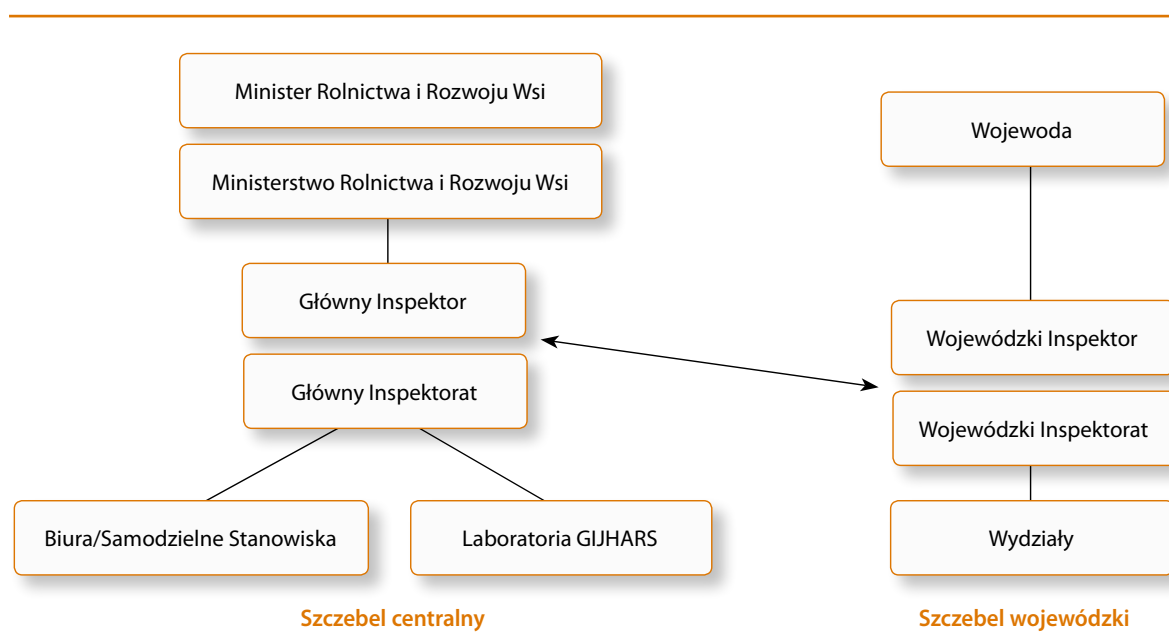 Minister Rolnictwa i Rozwoju Wsi
Ministerstwo Rolnictwa i Rozwoju Wsi
Główny Inspektor
Główny Inspektorat
Biura/Samodzielne Stanowiska
Laboratoria GIJHARS
Szczebel centralny
Wojewoda
Wojewódzki Inspektor
Wojewódzki Inspektorat
Wydziały
Szczebel wojewódzki